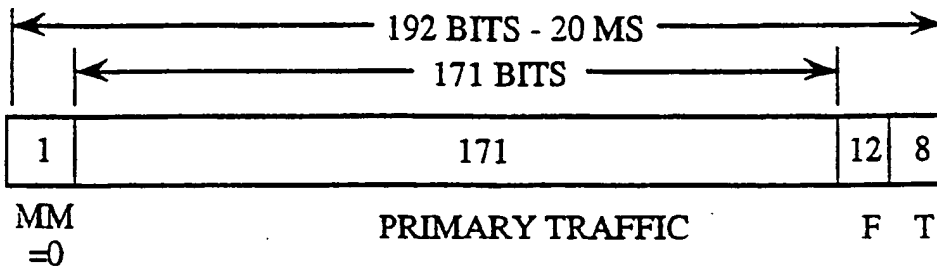 192 BITS - 20 MS
171 BITS
1 171 12 8
MM PRIMARY TRAFFIC F T
=0